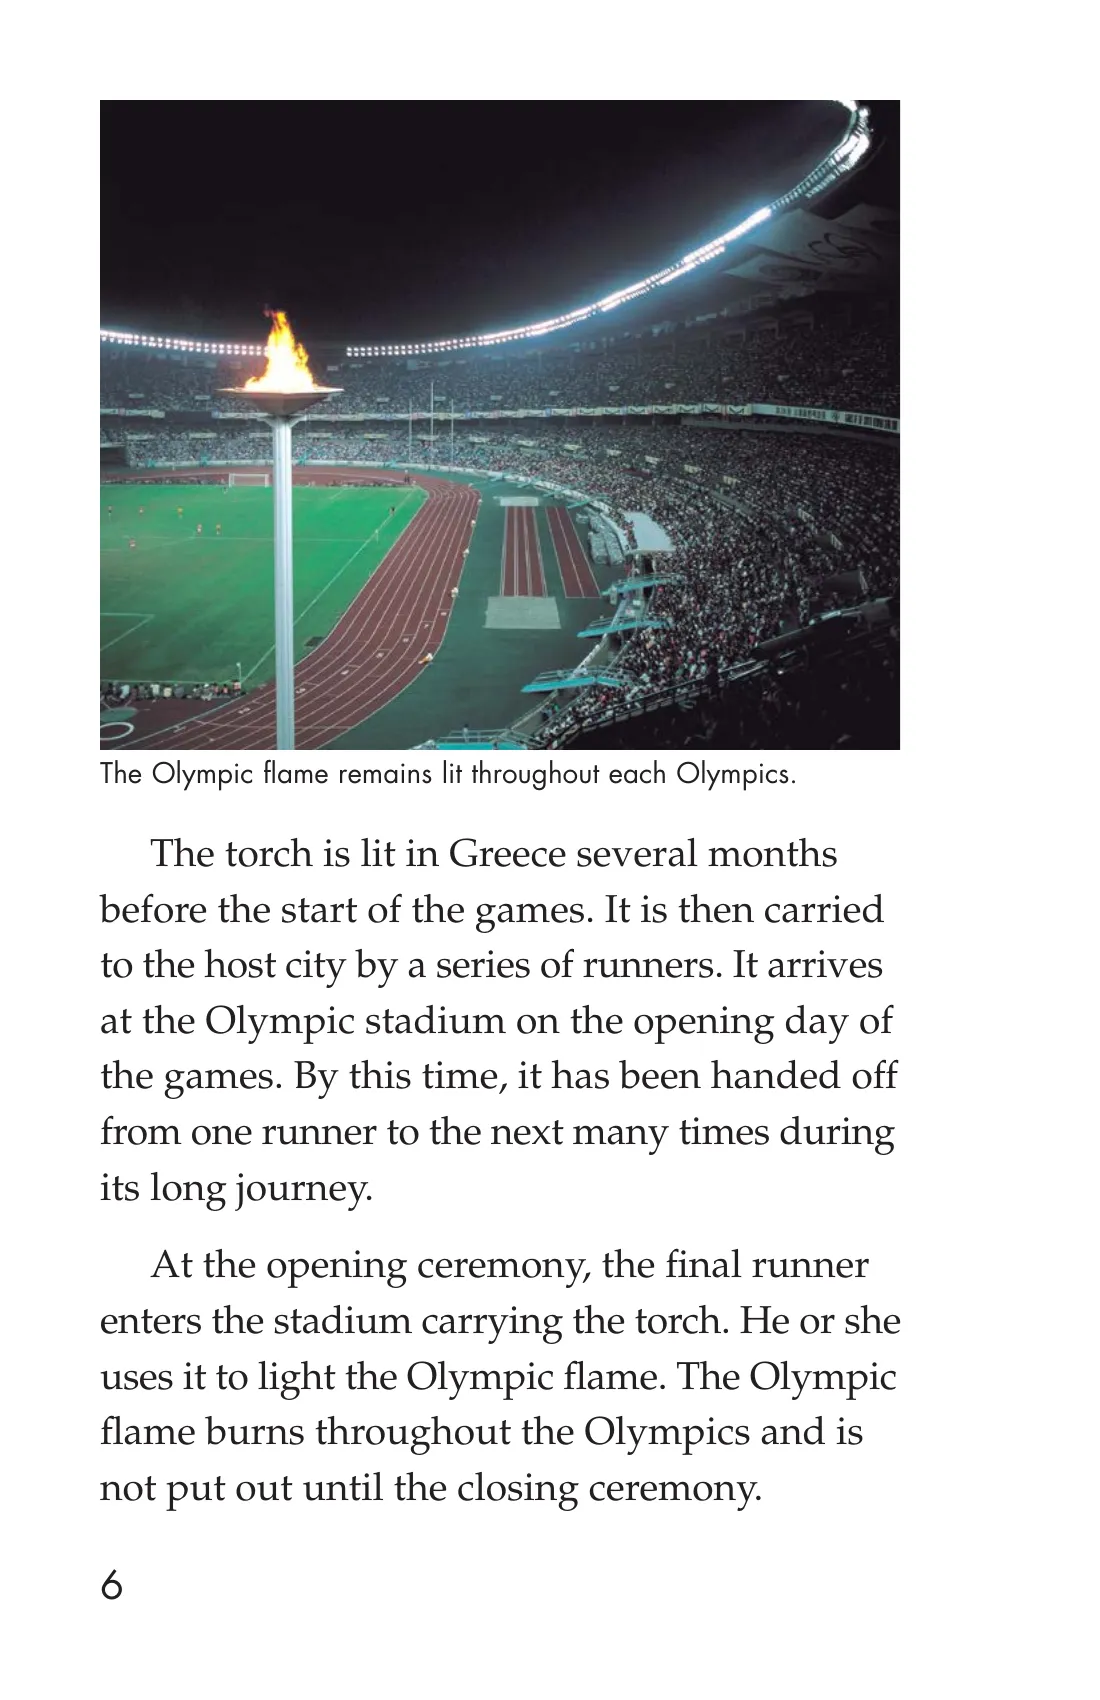 The Olympic flame remains lit throughout each Olympics.
The torch is lit in Greece several months
before the start of the games. It is then carried
to the host city by a series of runners. It arrives
at the Olympic stadium on the opening day of
the games. By this time, it has been handed off
from one runner to the next many times during
its long journey.
At the opening ceremony, the final runner
enters the stadium carrying the torch. He or she
uses it to light the Olympic flame. The Olympic
flame burns throughout the Olympics and is
not put out until the closing ceremony.
6